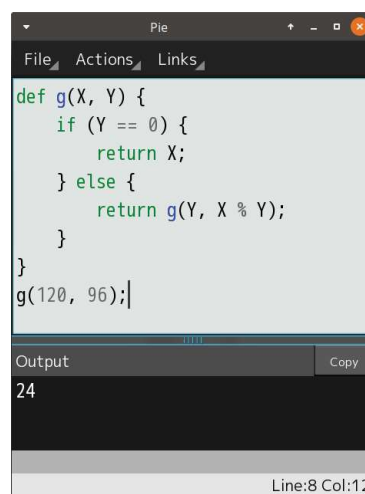 Pie
File Actions Links
def g(X, Y) {
    if (Y == 0) {
        return X;
    } else {
        return g(Y, X % Y);
    }
}
g(120, 96);
Output Copy
24
Line:8 Col:12